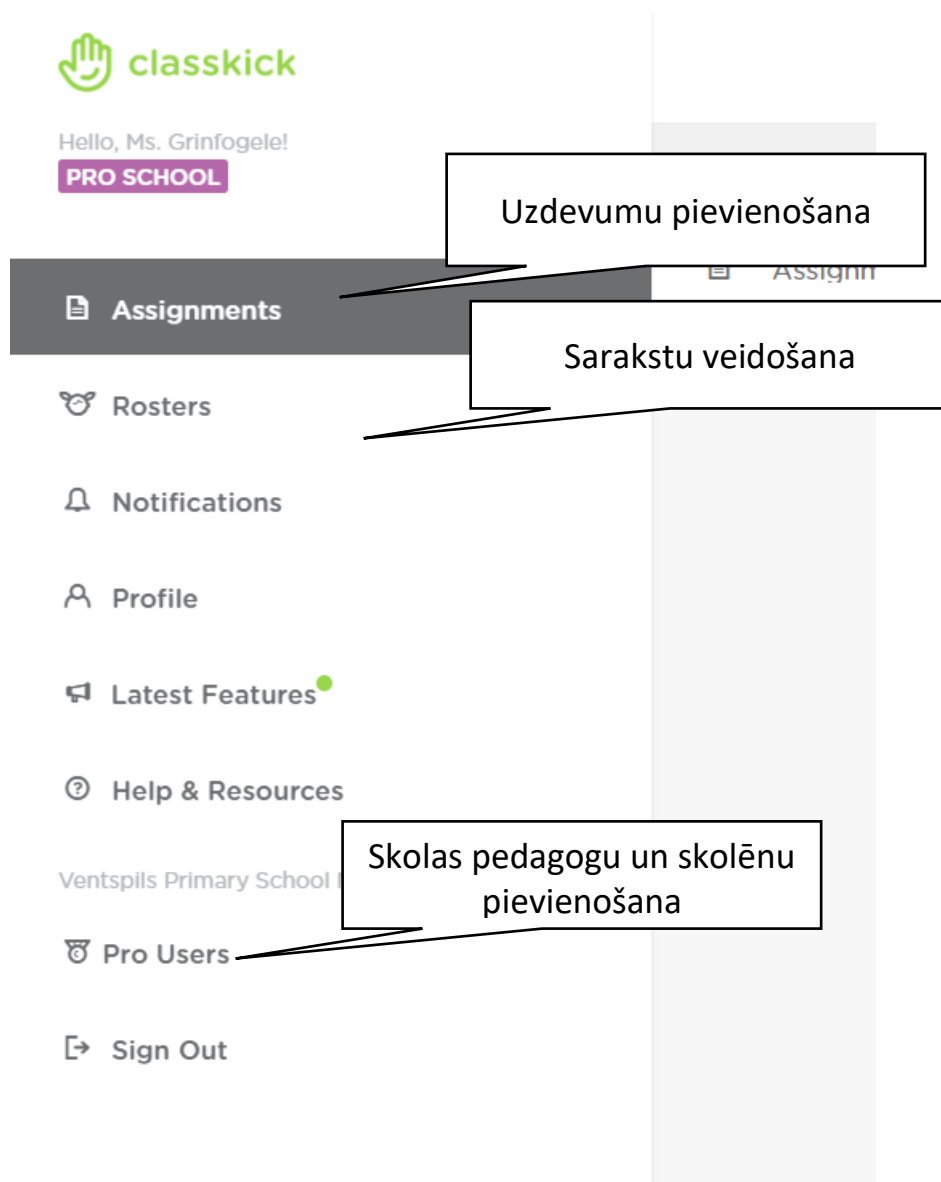 classkick
Hello, Ms. Grinfogele!
PRO SCHOOL
Uzdevumu pievienošana
Assignments
Sarakstu veidošana
Rosters
Notifications
Profile
Latest Features
Help & Resources
Skolas pedagogu un skolēnu
pievienošana
Ventspils Primary School
Pro Users
Sign Out